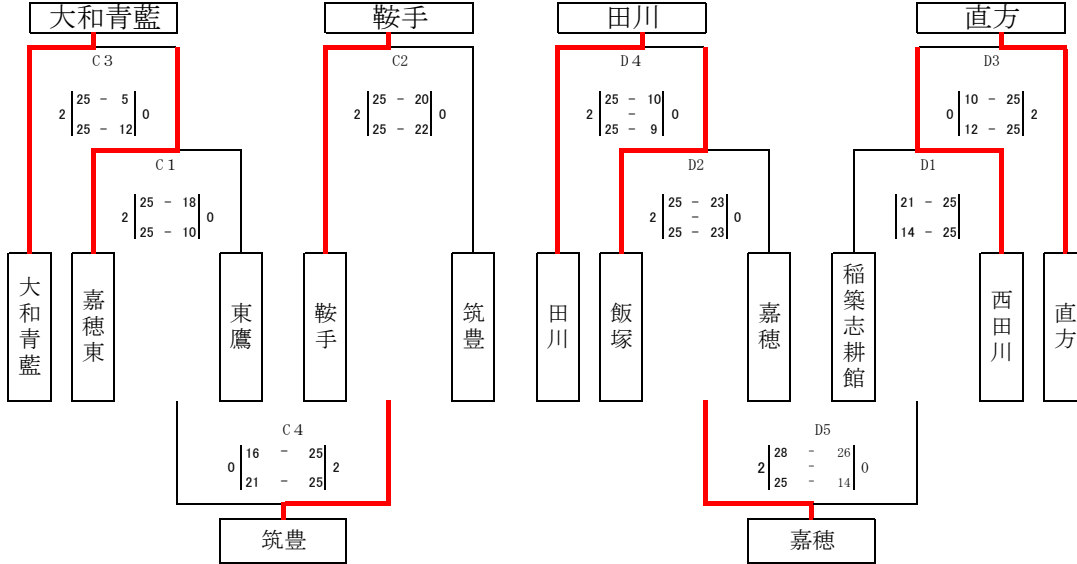 大和青藍 鞍手 田川 直方
C３ C2 D４ D3
25 - 5
2 0
25 - 12
25 - 20
2 0
25 - 22
25 - 10
2 - 0
25 - 9
10 - 25
0 2
12 - 25
C１ D2 D1
25 - 18
2 0
25 - 10
25 - 23
2 - 0
25 - 23
21 - 25
14 - 25
大和青藍
嘉穂東
東鷹
鞍手
筑豊
田川
飯塚
嘉穂
稲築志耕館
西田川
直方
C４ D5
16 - 25
0 2
21 - 25
28 - 26
2 - 0
25 - 14
筑豊 嘉穂